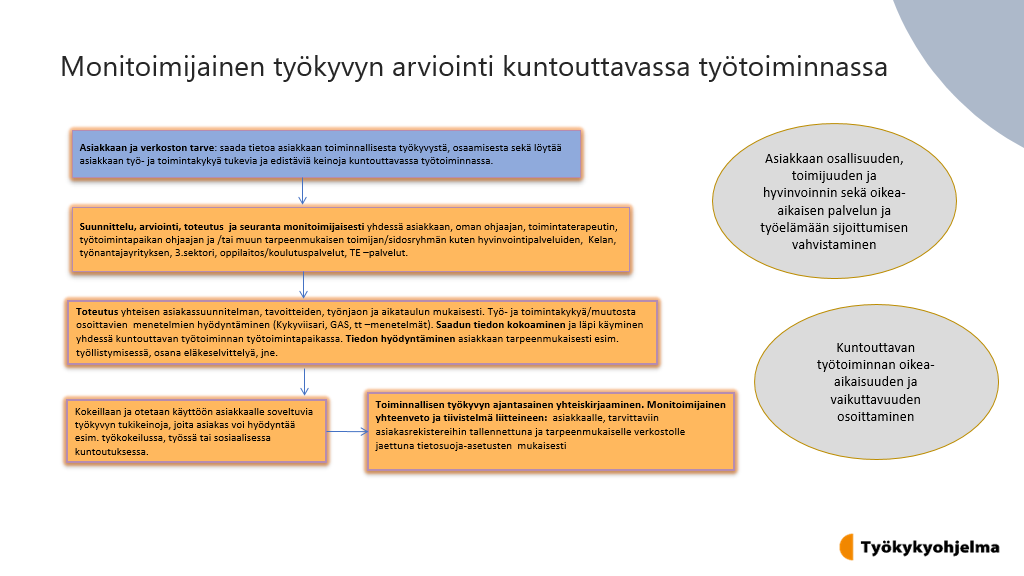 Monitoimijainen työkyvyn arviointi kuntouttavassa työtoiminnassa
Asiakkaan ja verkoston tarve: saada tietoa asiakkaan toiminnallisesta työkyvystä, osaamisesta sekä löytää
asiakkaan työ- ja toimintakykyä tukevia ja edistäviä keinoja kuntouttavassa työtoiminnassa.
Suunnittelu, arviointi, toteutus  ja seuranta monitoimijaisesti yhdessä asiakkaan, oman ohjaajan, toimintaterapeutin,
työtoimintapaikan ohjaajan ja /tai muun tarpeenmukaisen toimijan/sidosryhmän kuten hyvinvointipalveluiden,  Kelan,
työnantajayrityksen, 3.sektori, oppilaitos/koulutuspalvelut, TE –palvelut.
Toteutus yhteisen asiakassuunnitelman, tavoitteiden, työnjaon ja aikataulun mukaisesti. Työ- ja toimintakykyä/muutosta
osoittavien  menetelmien hyödyntäminen (Kykyviisari, GAS, tt –menetelmät). Saadun tiedon kokoaminen ja läpi käyminen
yhdessä kuntouttavan työtoiminnan työtoimintapaikassa. Tiedon hyödyntäminen asiakkaan tarpeenmukaisesti esim.
työllistymisessä, osana eläkeselvittelyä, jne.
Kokeillaan ja otetaan käyttöön asiakkaalle soveltuvia
työkyvyn tukikeinoja, joita asiakas voi hyödyntää
esim. työkokeilussa, työssä tai sosiaalisessa
kuntoutuksessa.
Toiminnallisen työkyvyn ajantasainen yhteiskirjaaminen. Monitoimijainen
yhteenveto ja tiivistelmä liitteineen:  asiakkaalle, tarvittaviin
asiakasrekistereihin tallennettuna ja tarpeenmukaiselle verkostolle
jaettuna tietosuoja-asetusten  mukaisesti
Asiakkaan osallisuuden,
toimijuuden ja
hyvinvoinnin sekä oikea-
aikaisen palvelun ja
työelämään sijoittumisen
vahvistaminen
Kuntouttavan
työtoiminnan oikea-
aikaisuuden ja
vaikuttavuuden
osoittaminen
Työkykyohjelma